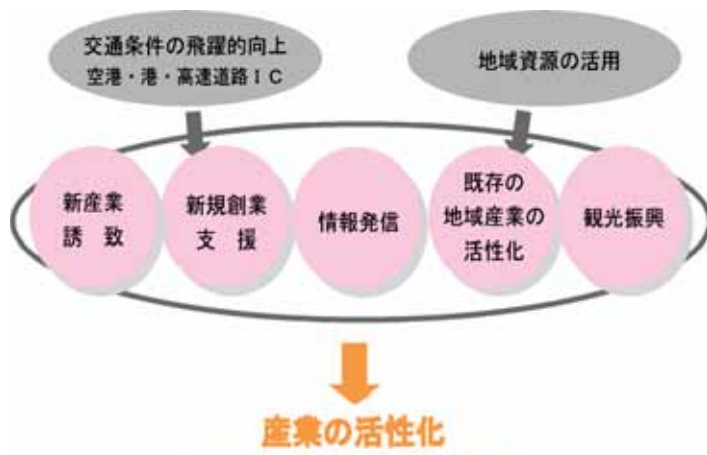 交通条件の飛躍的向上
空港・港・高速道路ＩＣ
地域資源の活用
新産業
誘　致
新規創業
支　援
情報発信
既存の
地域産業の
活性化
観光振興
産業の活性化